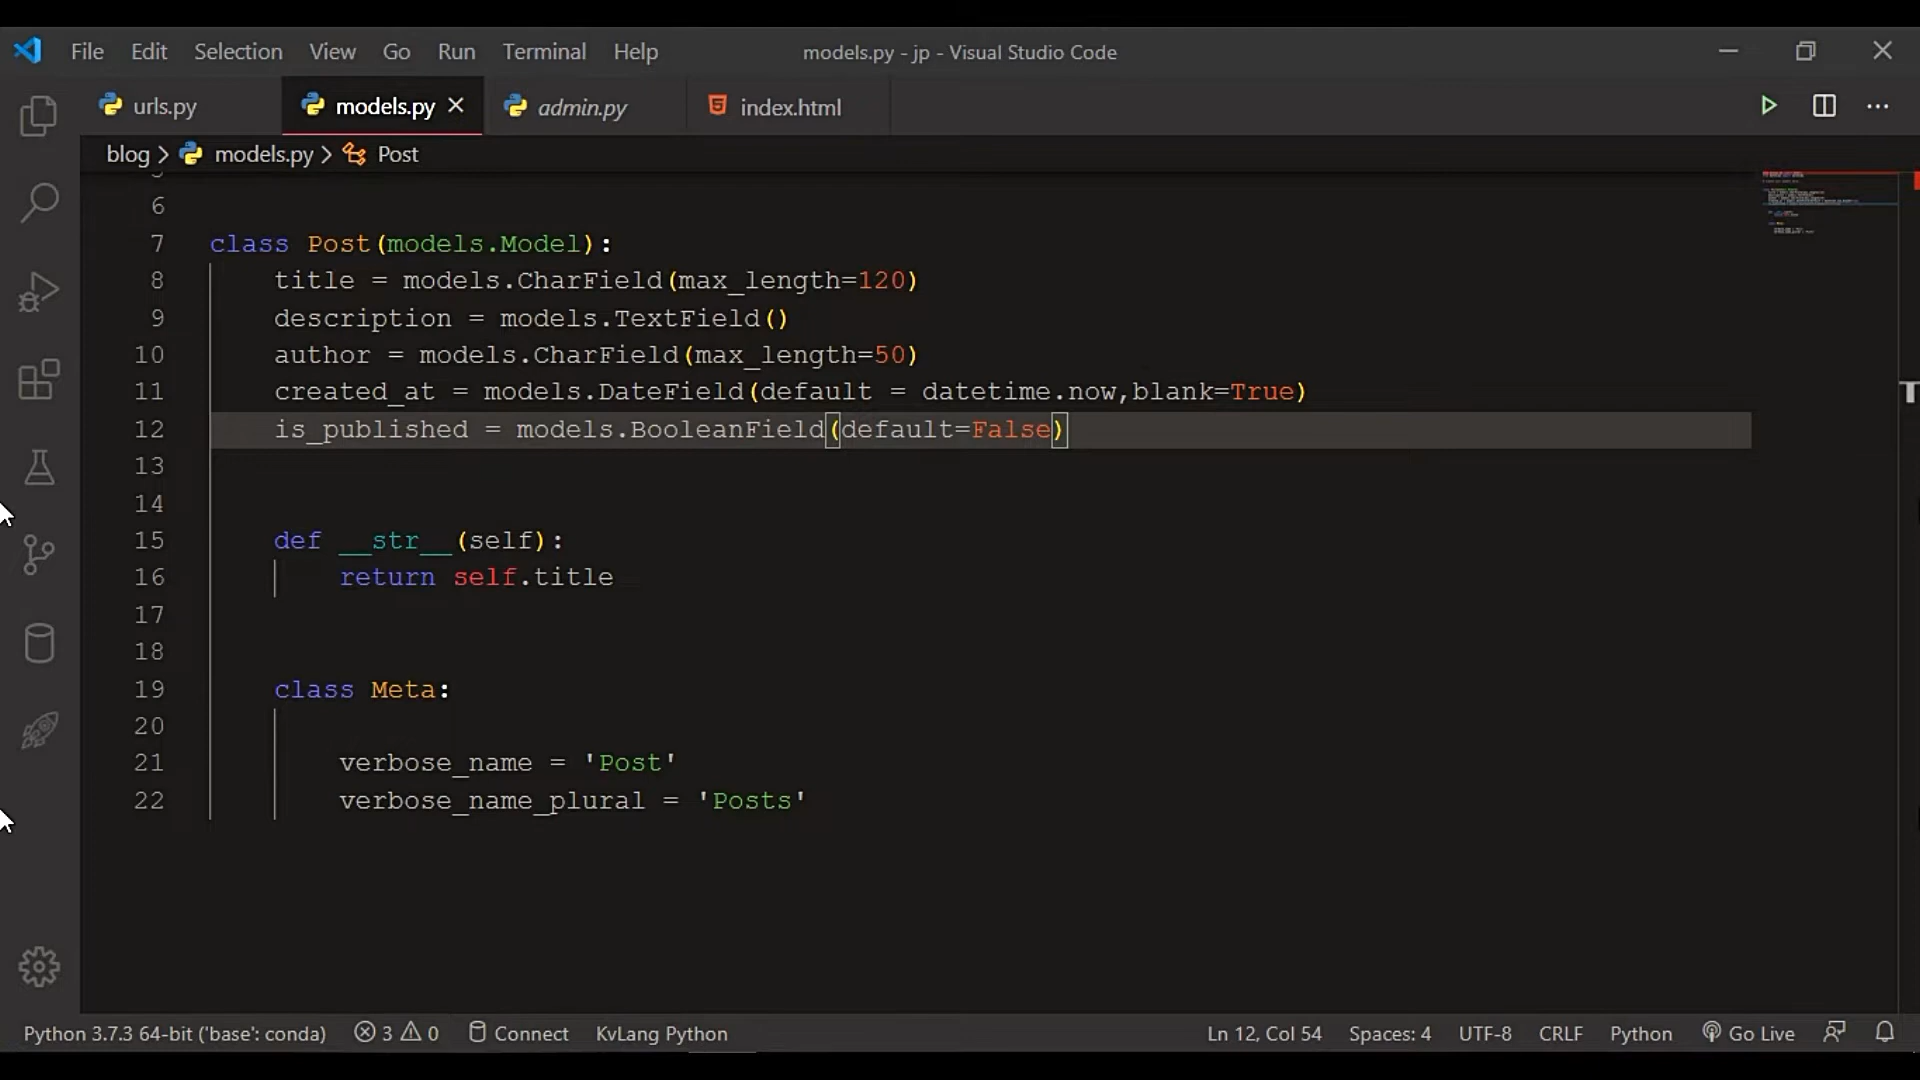 File Edit Selection View Go Run Terminal Help models.py - jp - Visual Studio Code
urls.py models.py admin.py index.html
blog > models.py > Post
6
7 class Post(models.Model):
8 title = models.CharField(max_length=120)
9 description = models.TextField()
10 author = models.CharField(max_length=50)
11 created_at = models.DateField(default = datetime.now,blank=True)
12 is_published = models.BooleanField(default=False)
13
14
15 def __str__(self):
16 return self.title
17
18
19 class Meta:
20
21 verbose_name = 'Post'
22 verbose_name_plural = 'Posts'
Python 3.7.3 64-bit ('base': conda) 3 0 Connect KvLang Python Ln 12, Col 54 Spaces: 4 UTF-8 CRLF Python Go Live